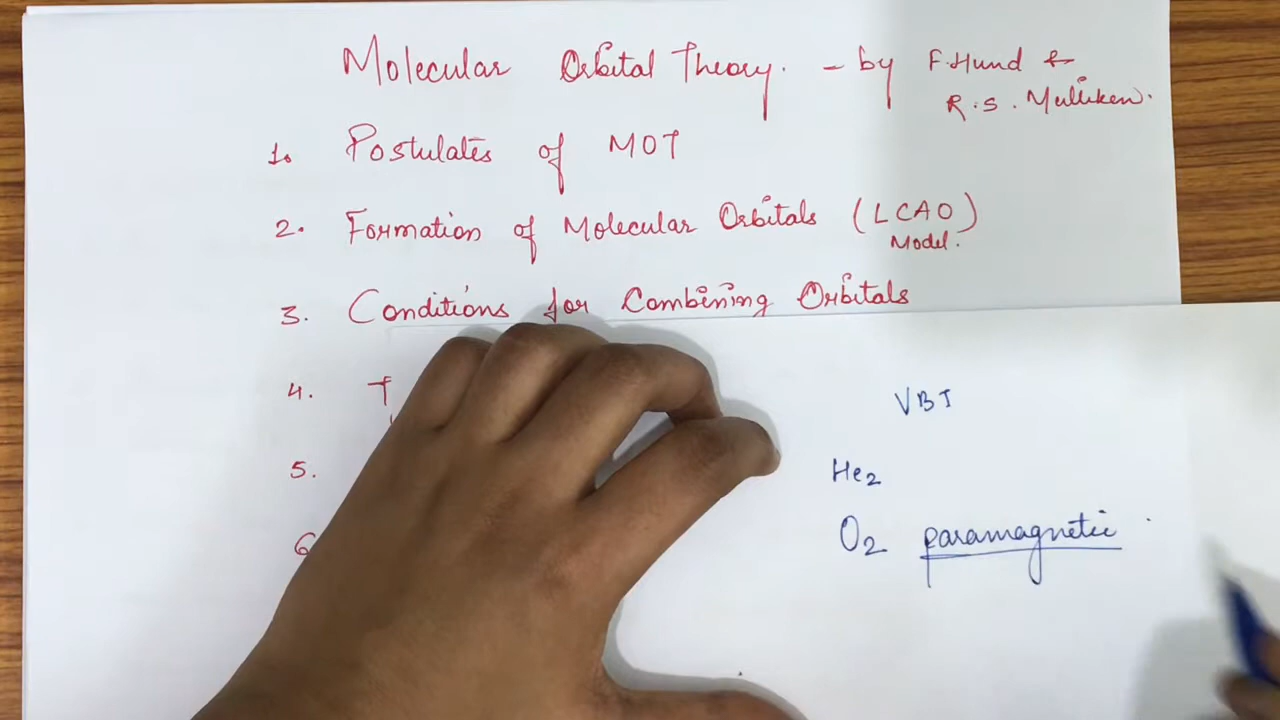 Molecular Orbital Theory. - by F. Hund &
R. S. Mulliken.
1. Postulates of MOT
2. Formation of Molecular Orbitals (LCAO)
Model.
3. Conditions for Combining Orbitals
4. T
5.
6
VBT
He2
O2 paramagnetic